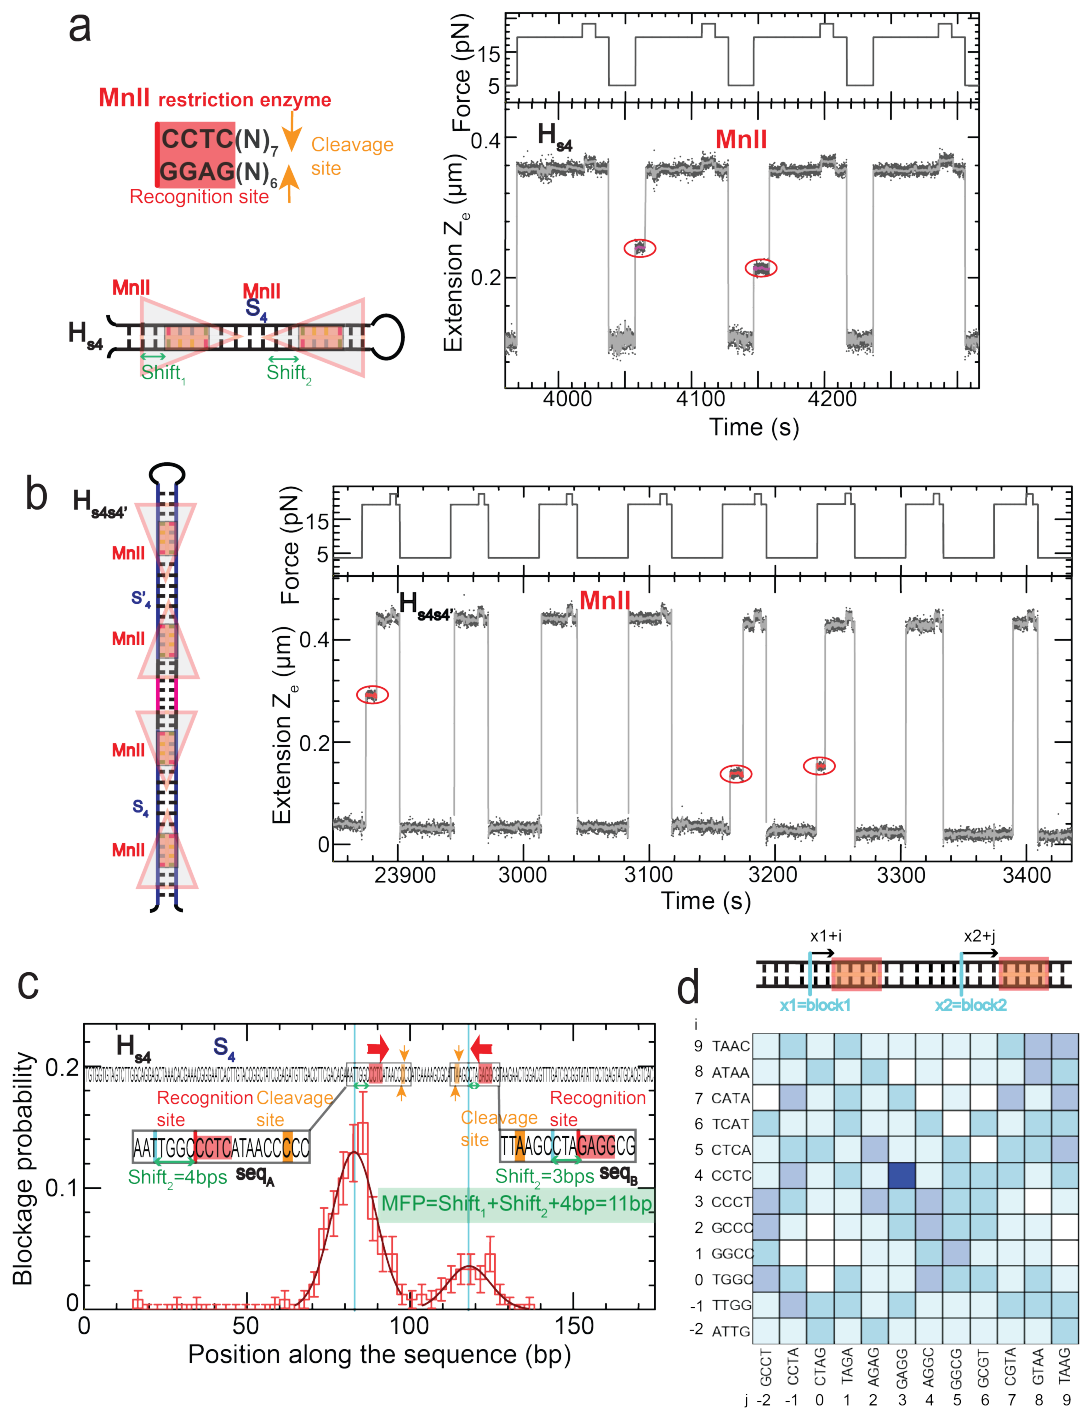 a
MnlI restriction enzyme
CCTC(N)7
GGAG(N)6
Cleavage
site
Recognition site
MnlI
MnlI
S4
Hs4
Shift1
Shift2
Force (pN)
15
5
Extension Ze (μm)
0.4
0.2
Hs4
MnlI
4000
4100
4200
Time (s)
b
Hs4s4'
MnlI
S'4
MnlI
MnlI
S4
MnlI
Force (pN)
15
5
Extension Ze (μm)
0.4
0.2
0
Hs4s4'
MnlI
23900
3000
3100
3200
3300
3400
Time (s)
c
Hs4
S4
Blockage probability
0.2
0.1
0
Recognition
site
Cleavage
site
AATTGGCCCTCATAACCCCC
Shift2=4bps
seqA
Cleavage
site
Recognition
site
TTAAGCCTAGAGGCG
Shift2=3bps
seqB
MFP=Shift1+Shift2+4bp=11bp
0
50
100
150
Position along the sequence (bp)
d
x1+i
x2+j
x1=block1
x2=block2
i
9 TAAC
8 ATAA
7 CATA
6 TCAT
5 CTCA
4 CCTC
3 CCCT
2 GCCC
1 GGCC
0 TGGC
-1 TTGG
-2 ATTG
GCCT
CCTA
CTAG
TAGA
AGAG
GAGG
AGGC
GGCG
GCGT
CGTA
GTAA
TAAG
j -2 -1 0 1 2 3 4 5 6 7 8 9